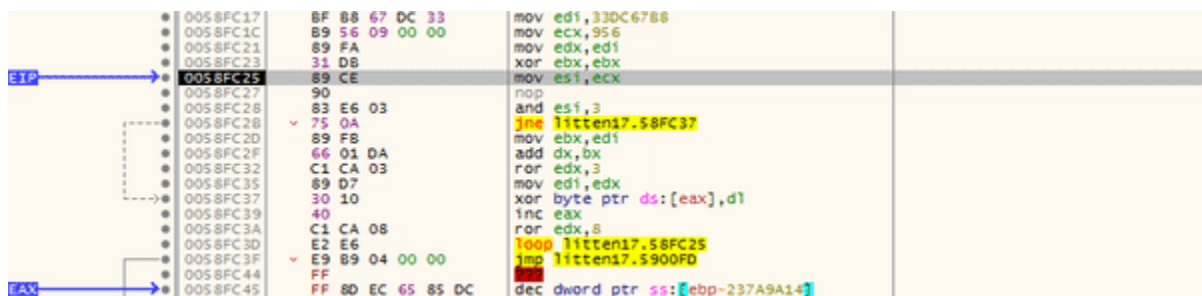 0058FC17 BF B8 67 DC 33 mov edi,33DC67B8
0058FC1C B9 56 09 00 00 mov ecx,956
0058FC21 89 FA mov edx,edi
0058FC23 31 DB xor ebx,ebx
EIP 0058FC25 89 CE mov esi,ecx
0058FC27 90 nop
0058FC28 83 E6 03 and esi,3
0058FC2B 75 0A jne litten17.58FC37
0058FC2D 89 FB mov ebx,edi
0058FC2F 66 01 DA add dx,bx
0058FC32 C1 CA 03 ror edx,3
0058FC35 89 D7 mov edi,edx
0058FC37 30 10 xor byte ptr ds:[eax],dl
0058FC39 40 inc eax
0058FC3A C1 CA 08 ror edx,8
0058FC3D E2 E6 loop litten17.58FC25
0058FC3F E9 B9 04 00 00 jmp litten17.5900FD
0058FC44 FF ???
EAX 0058FC45 FF 8D EC 65 85 DC dec dword ptr ss:[ebp-237A9A14]